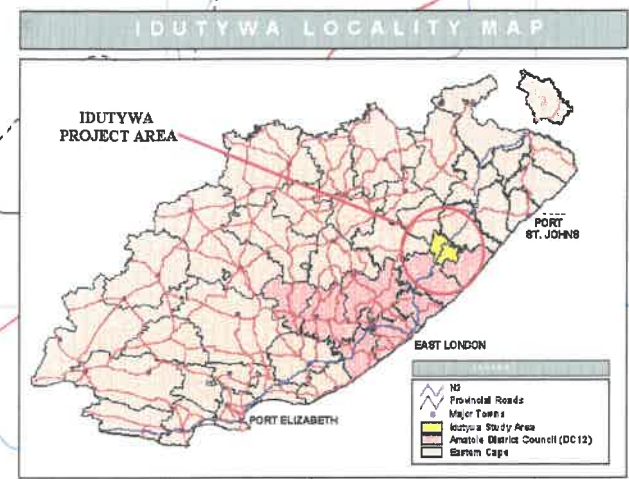 IDUTYWA LOCALITY MAP
IDUTYWA
PROJECT AREA
PORT
ST. JOHNS
EAST LONDON
PORT ELIZABETH
N2
Provincial Roads
Major Towns
Idutywa Study Area
Amatole District Council (DC12)
Eastern Cape